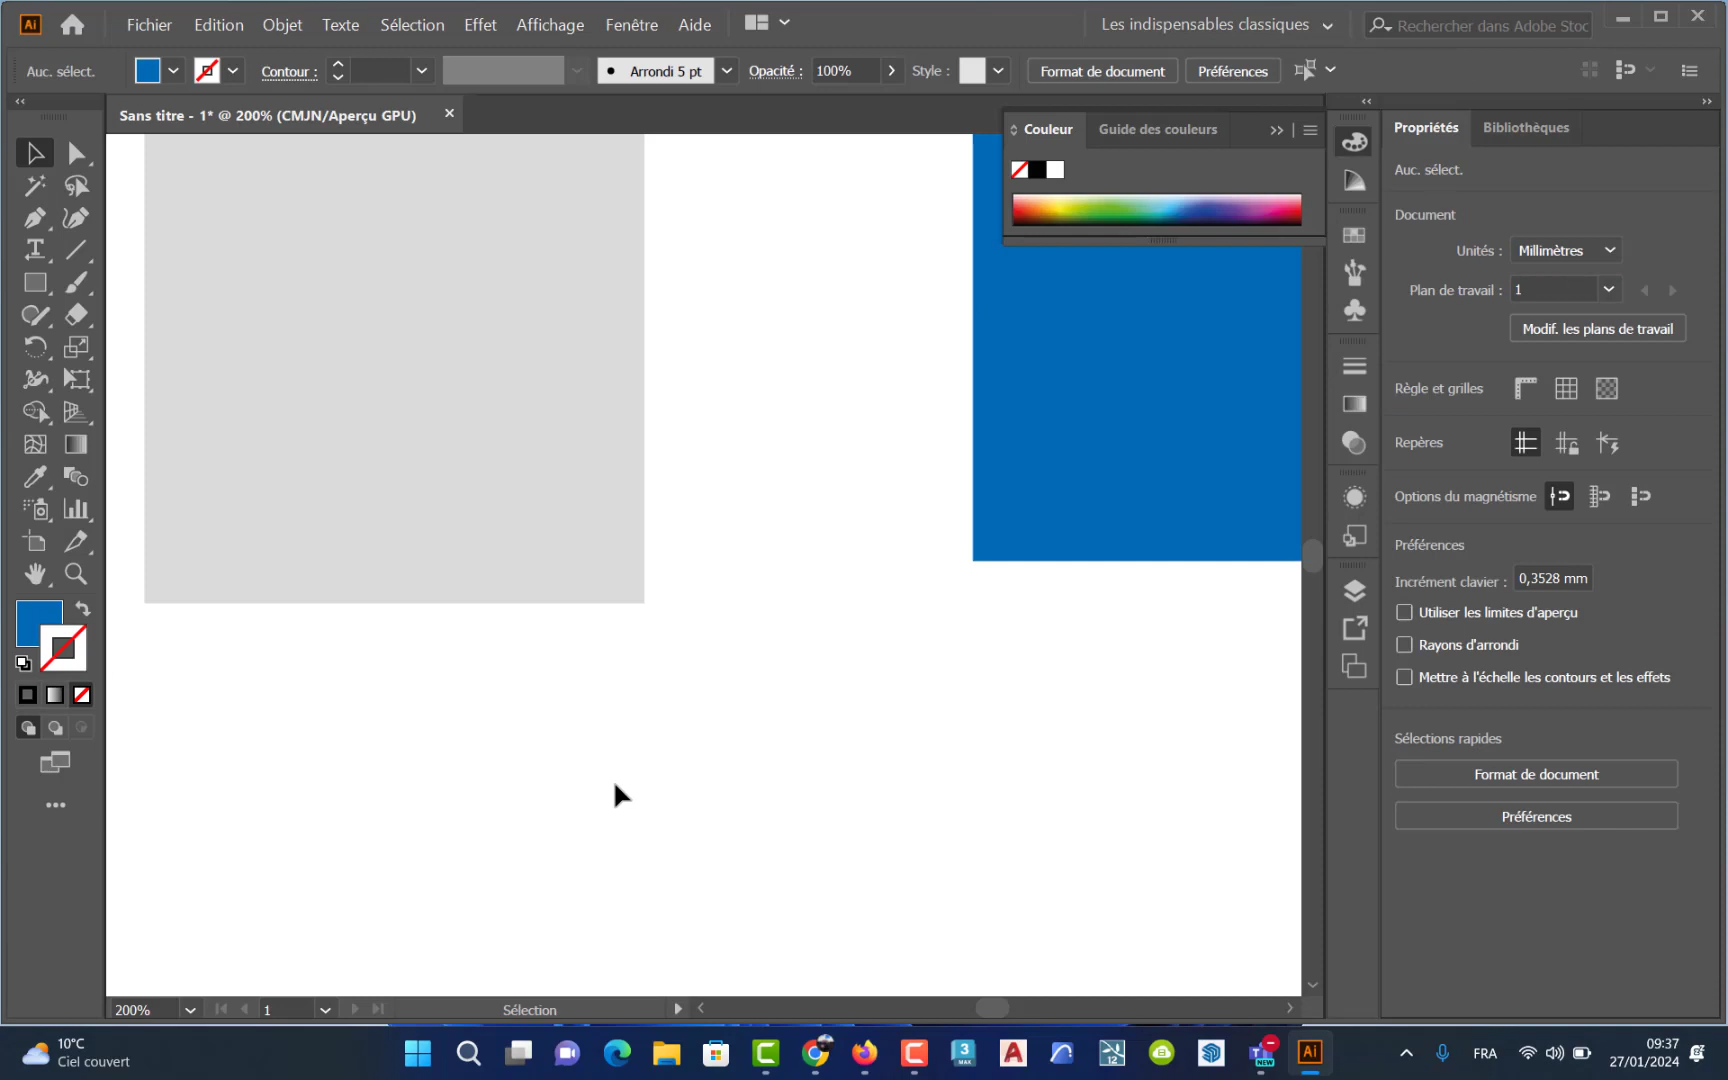 Ai Fichier Edition Objet Texte Sélection Effet Affichage Fenêtre Aide Les indispensables classiques Rechercher dans Adobe Stoc
Auc. sélect. Contour : Arrondi 5 pt Opacité : 100% Style : Format de document Préférences
Sans titre - 1* @ 200% (CMJN/Aperçu GPU)
Couleur Guide des couleurs
Propriétés Bibliothèques
Auc. sélect.
Document
Unités : Millimètres
Plan de travail : 1
Modif. les plans de travail
Règle et grilles
Repères
Options du magnétisme
Préférences
Incrément clavier : 0,3528 mm
Utiliser les limites d'aperçu
Rayons d'arrondi
Mettre à l'échelle les contours et les effets
Sélections rapides
Format de document
Préférences
200% 1 Sélection
10°C
Ciel couvert
3
MAX
A
12
NEW
Ai
FRA
09:37
27/01/2024